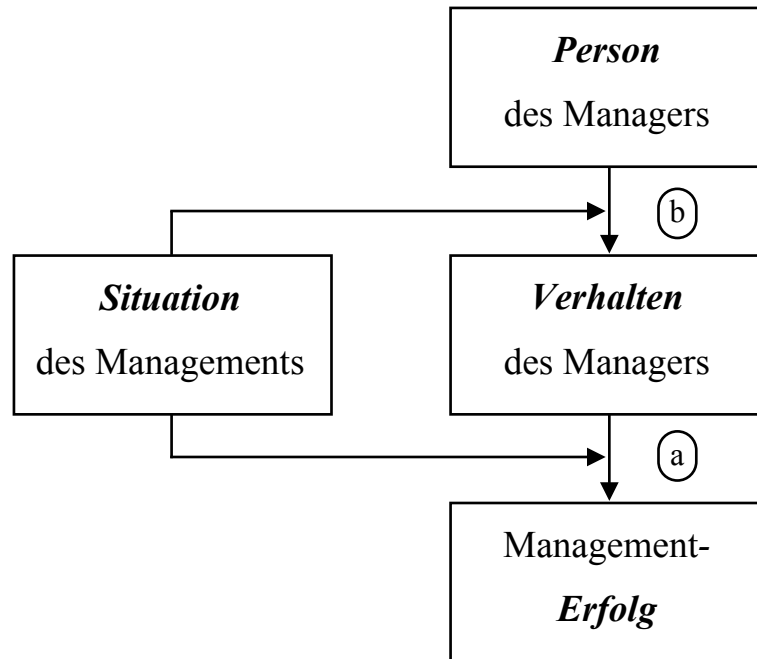 Person
des Managers
b
Situation
des Managements
Verhalten
des Managers
a
Management-
Erfolg